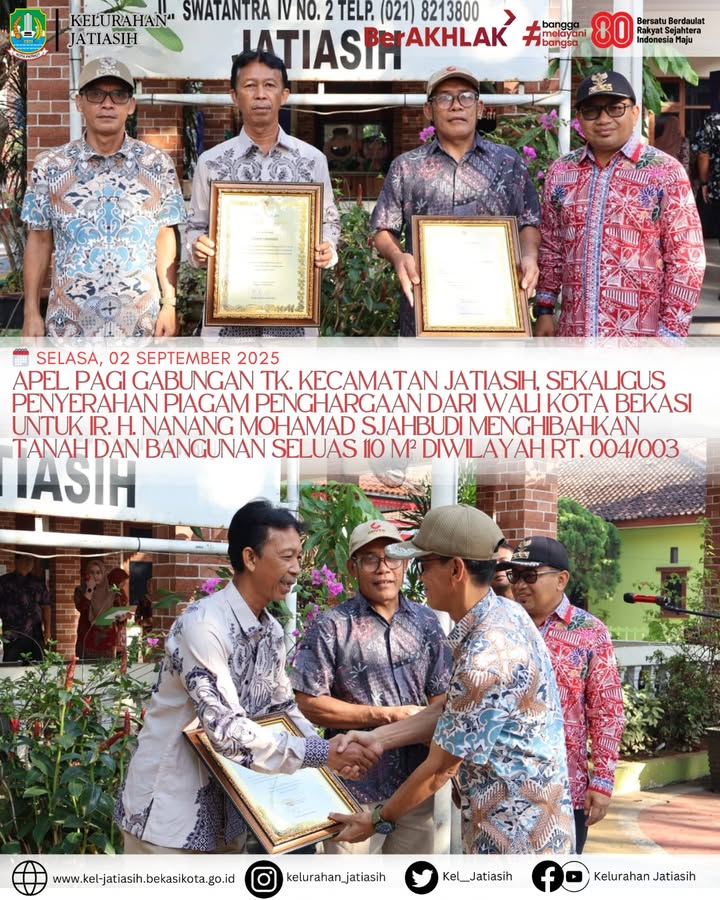 KELURAHAN
JATIASIH
SWATANTRA IV NO. 2 TELP. (021) 8213800
JATIASIH
BerAKHLAK
# bangga
melayani
bangsa
80
Bersatu Berdaulat
Rakyat Sejahtera
Indonesia Maju
SELASA, 02 SEPTEMBER 2025
APEL PAGI GABUNGAN TK. KECAMATAN JATIASIH, SEKALIGUS
PENYERAHAN PIAGAM PENGHARGAAN DARI WALI KOTA BEKASI
UNTUK IR. H. NANANG MOHAMAD SJAHBUDI MENGHIBAHKAN
TANAH DAN BANGUNAN SELUAS 110 M² DIWILAYAH RT. 004/003
TIASIH
www.kel-jatiasih.bekasikota.go.id
kelurahan_jatiasih
Kel__Jatiasih
Kelurahan Jatiasih